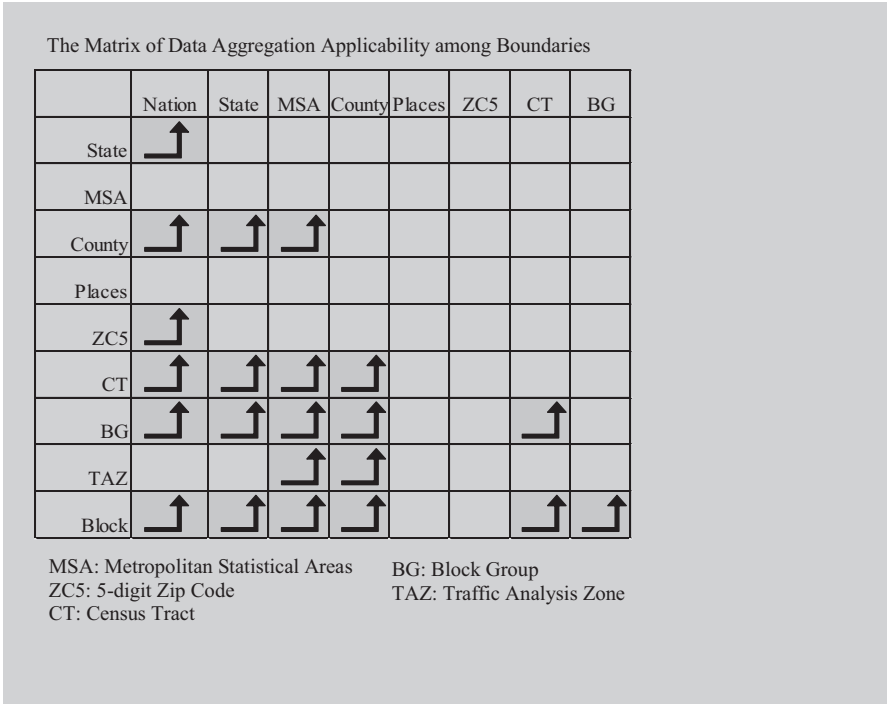 The Matrix of Data Aggregation Applicability among Boundaries
Nation State MSA County Places ZC5 CT BG
State
MSA
County
Places
ZC5
CT
BG
TAZ
Block
MSA: Metropolitan Statistical Areas
ZC5: 5-digit Zip Code
CT: Census Tract
BG: Block Group
TAZ: Traffic Analysis Zone